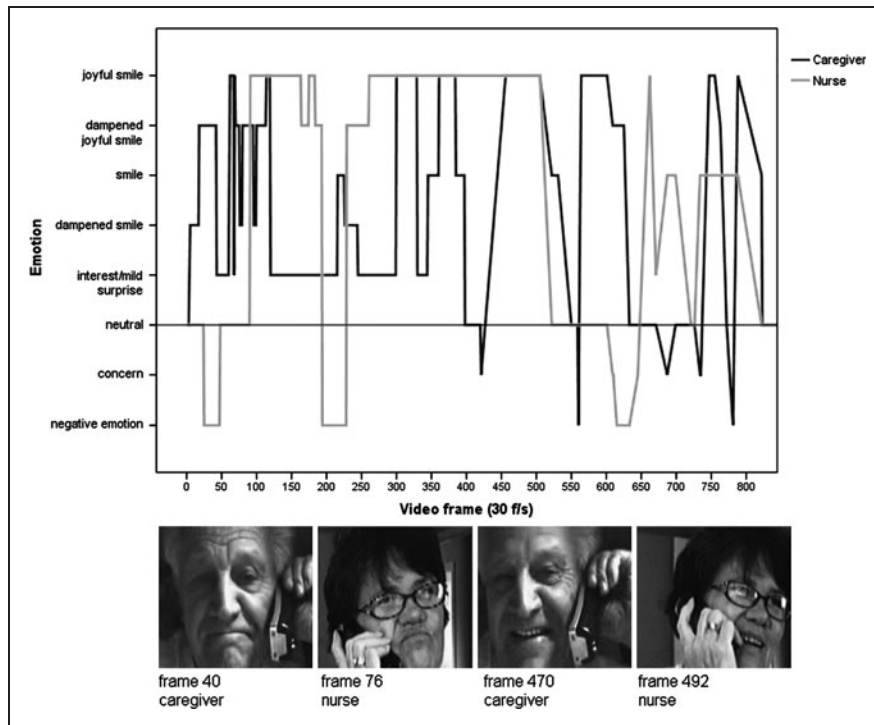 joyful smile
dampened
joyful smile
smile
dampened smile
interest/mild
surprise
neutral
concern
negative emotion
Emotion
Caregiver
Nurse
0 50 100 150 200 250 300 350 400 450 500 550 600 650 700 750 800
Video frame (30 f/s)
frame 40
caregiver
frame 76
nurse
frame 470
caregiver
frame 492
nurse